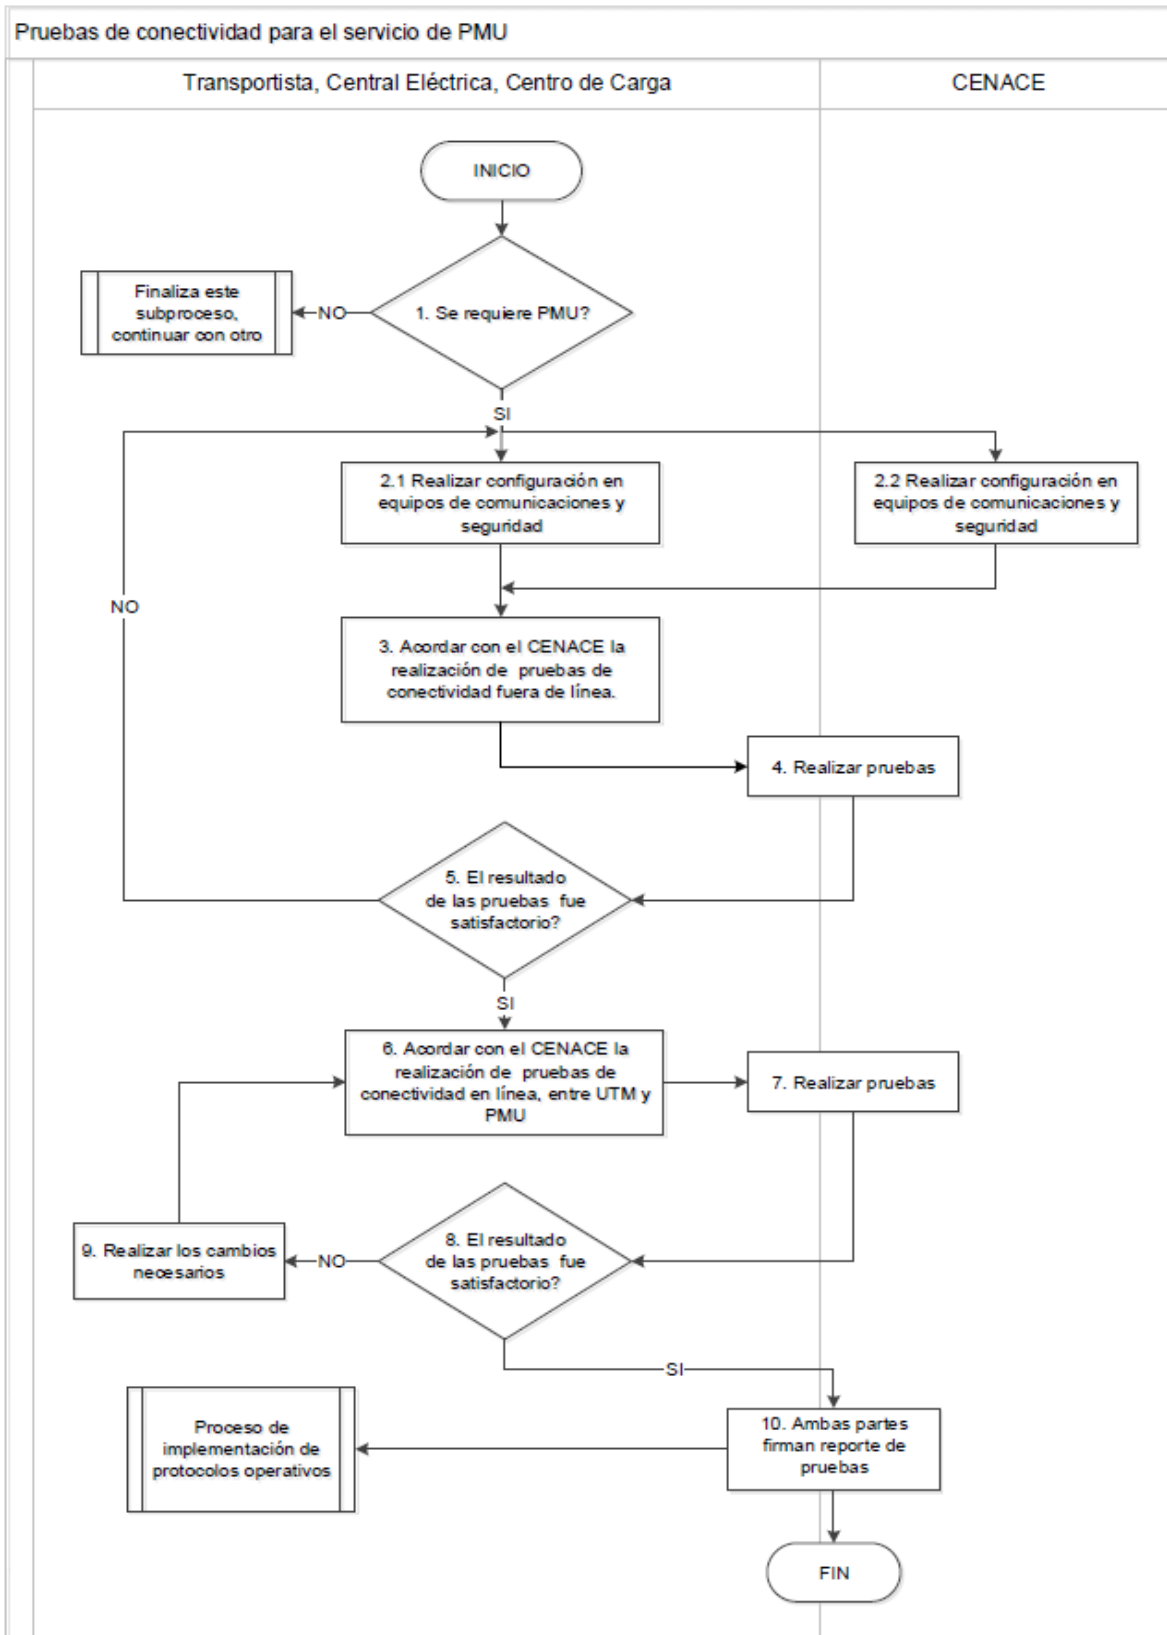 Pruebas de conectividad para el servicio de PMU
Transportista, Central Eléctrica, Centro de Carga
CENACE
INICIO
1. Se requiere PMU?
NO
Finaliza este
subproceso,
continuar con otro
SI
2.1 Realizar configuración en
equipos de comunicaciones y
seguridad
2.2 Realizar configuración en
equipos de comunicaciones y
seguridad
NO
3. Acordar con el CENACE la
realización de pruebas de
conectividad fuera de línea.
4. Realizar pruebas
5. El resultado
de las pruebas fue
satisfactorio?
SI
6. Acordar con el CENACE la
realización de pruebas de
conectividad en línea, entre UTM y
PMU
7. Realizar pruebas
8. El resultado
de las pruebas fue
satisfactorio?
NO
9. Realizar los cambios
necesarios
SI
10. Ambas partes
firman reporte de
pruebas
Proceso de
implementación de
protocolos operativos
FIN